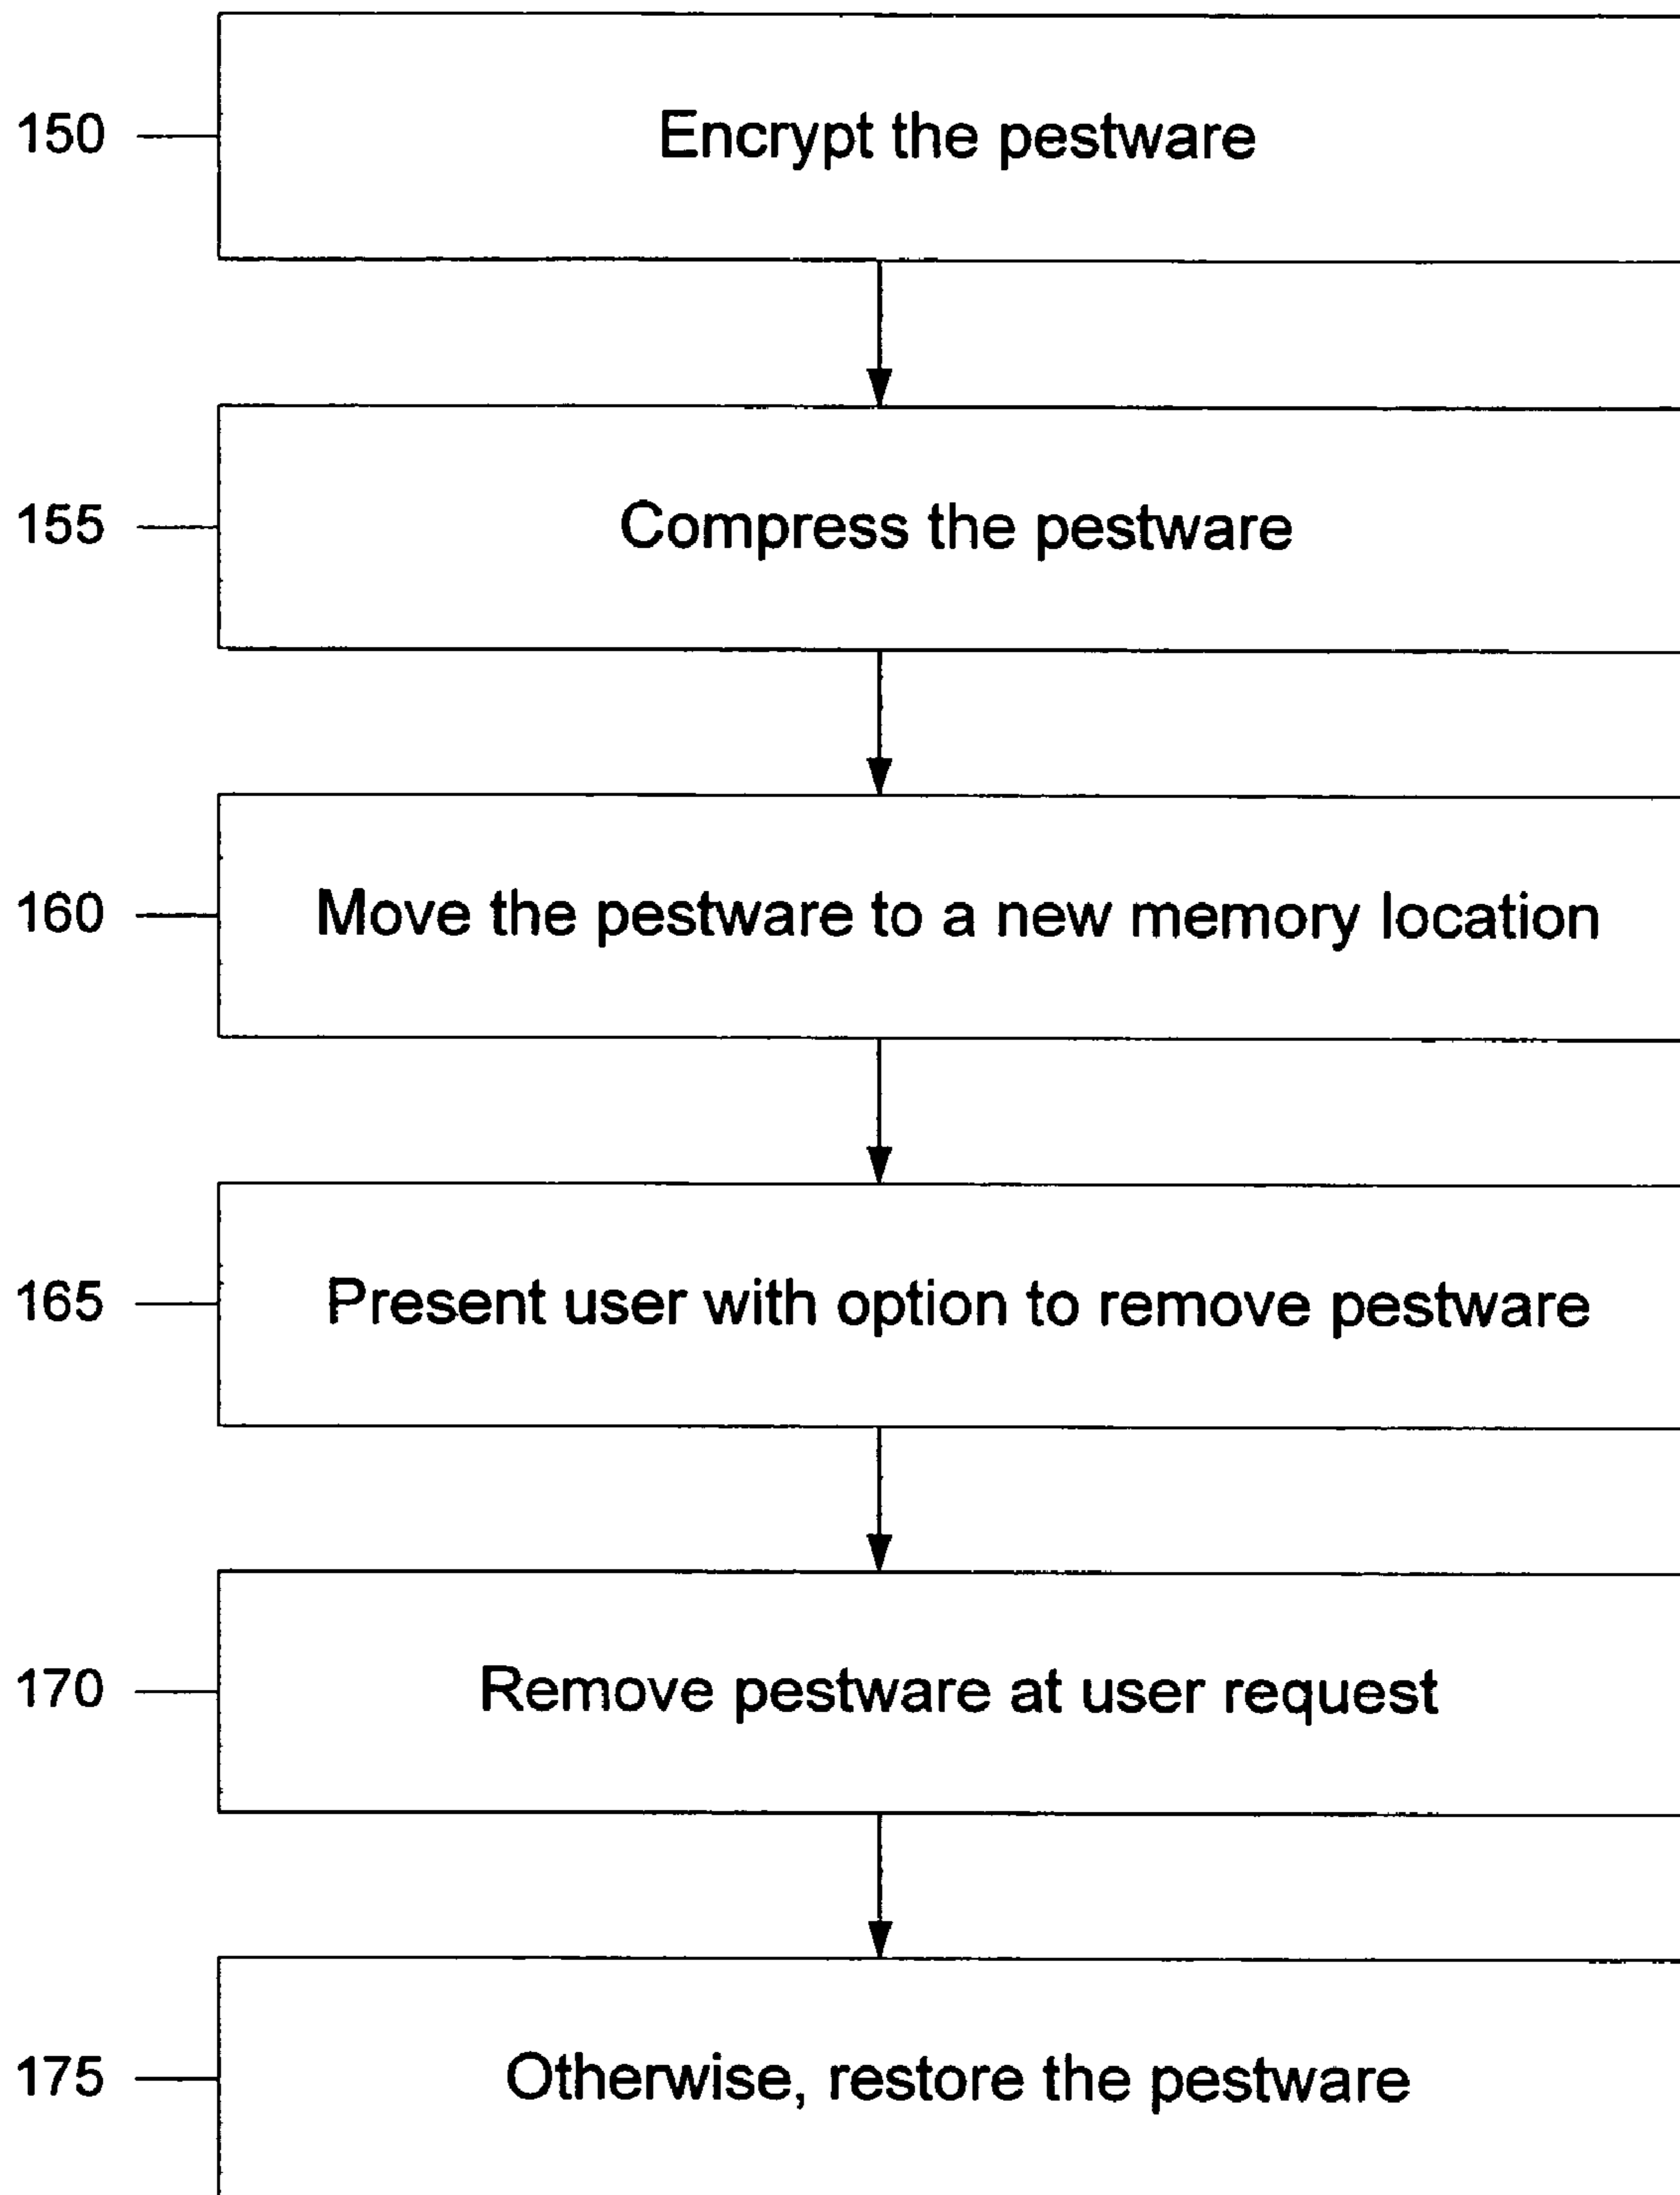 150 Encrypt the pestware
155 Compress the pestware
160 Move the pestware to a new memory location
165 Present user with option to remove pestware
170 Remove pestware at user request
175 Otherwise, restore the pestware